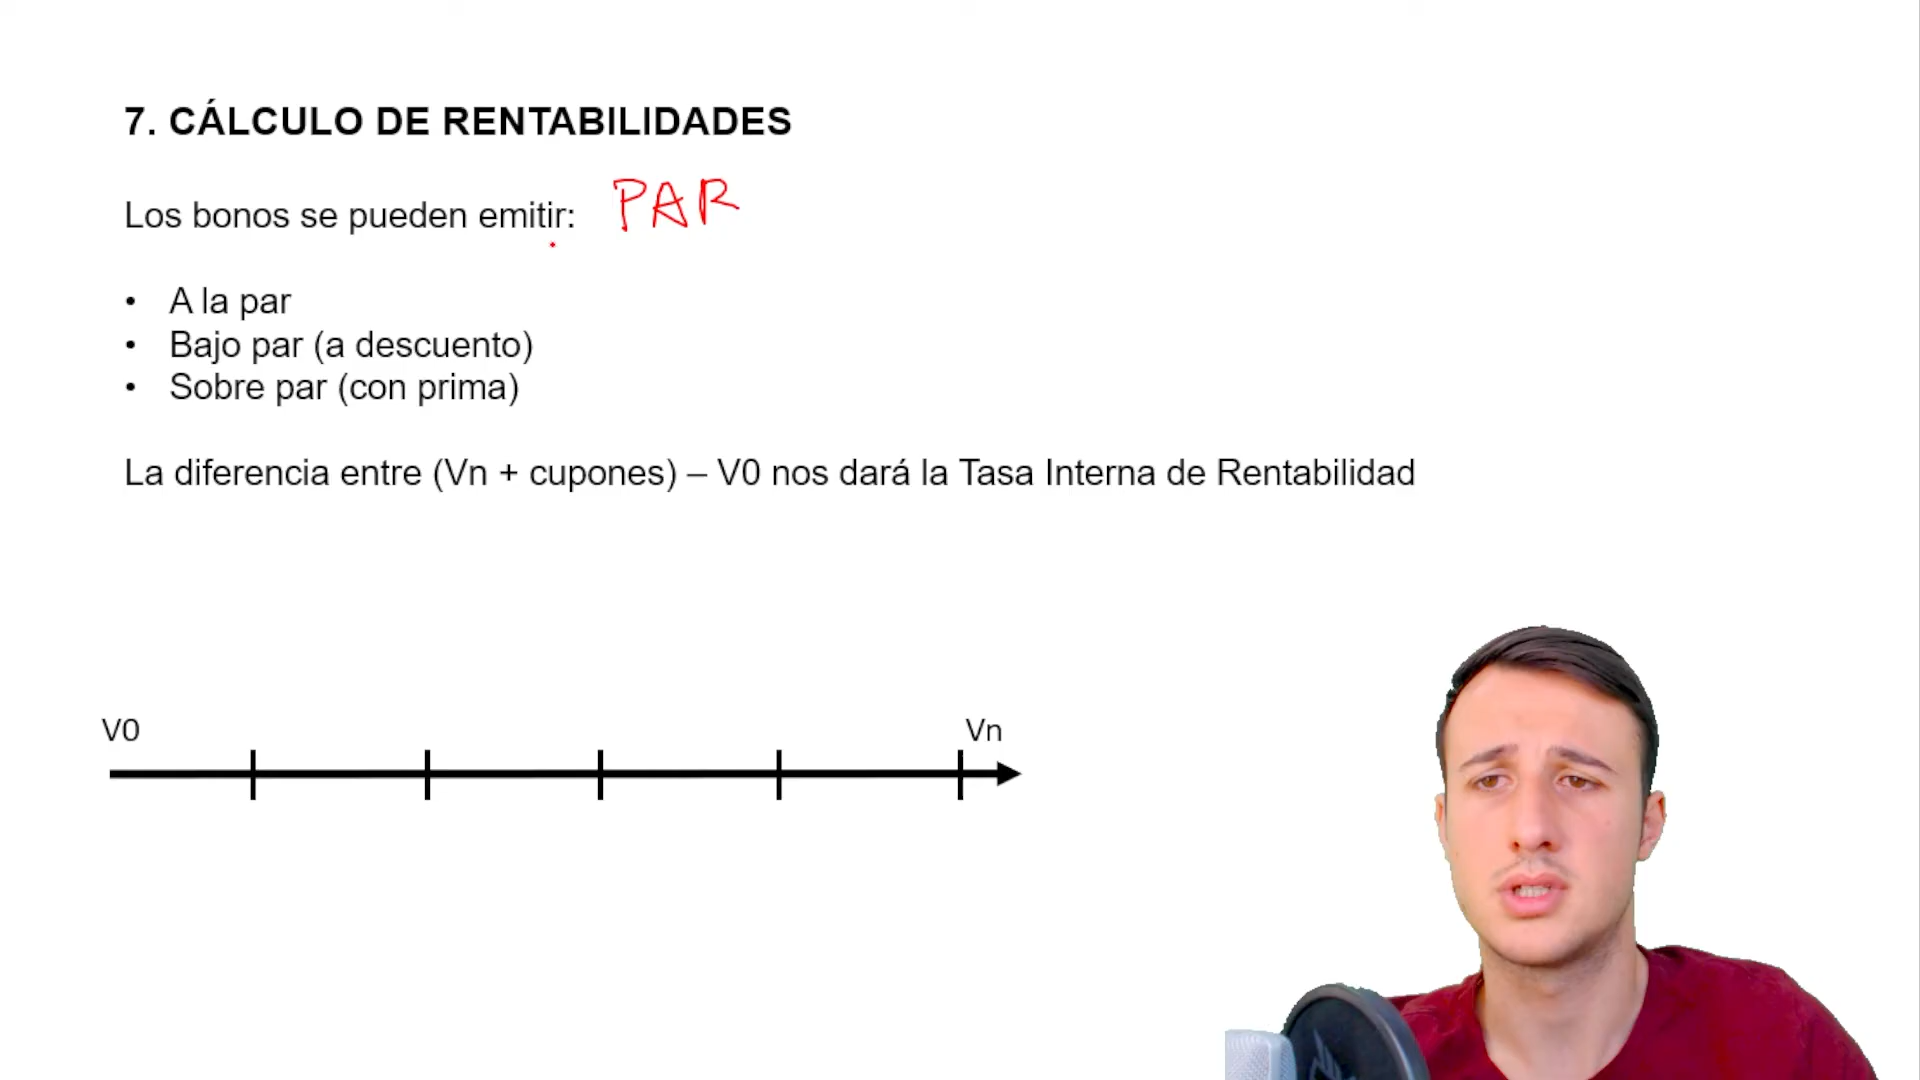 7. CÁLCULO DE RENTABILIDADES
Los bonos se pueden emitir: PAR
• A la par
• Bajo par (a descuento)
• Sobre par (con prima)
La diferencia entre (Vn + cupones) – V0 nos dará la Tasa Interna de Rentabilidad
V0 Vn